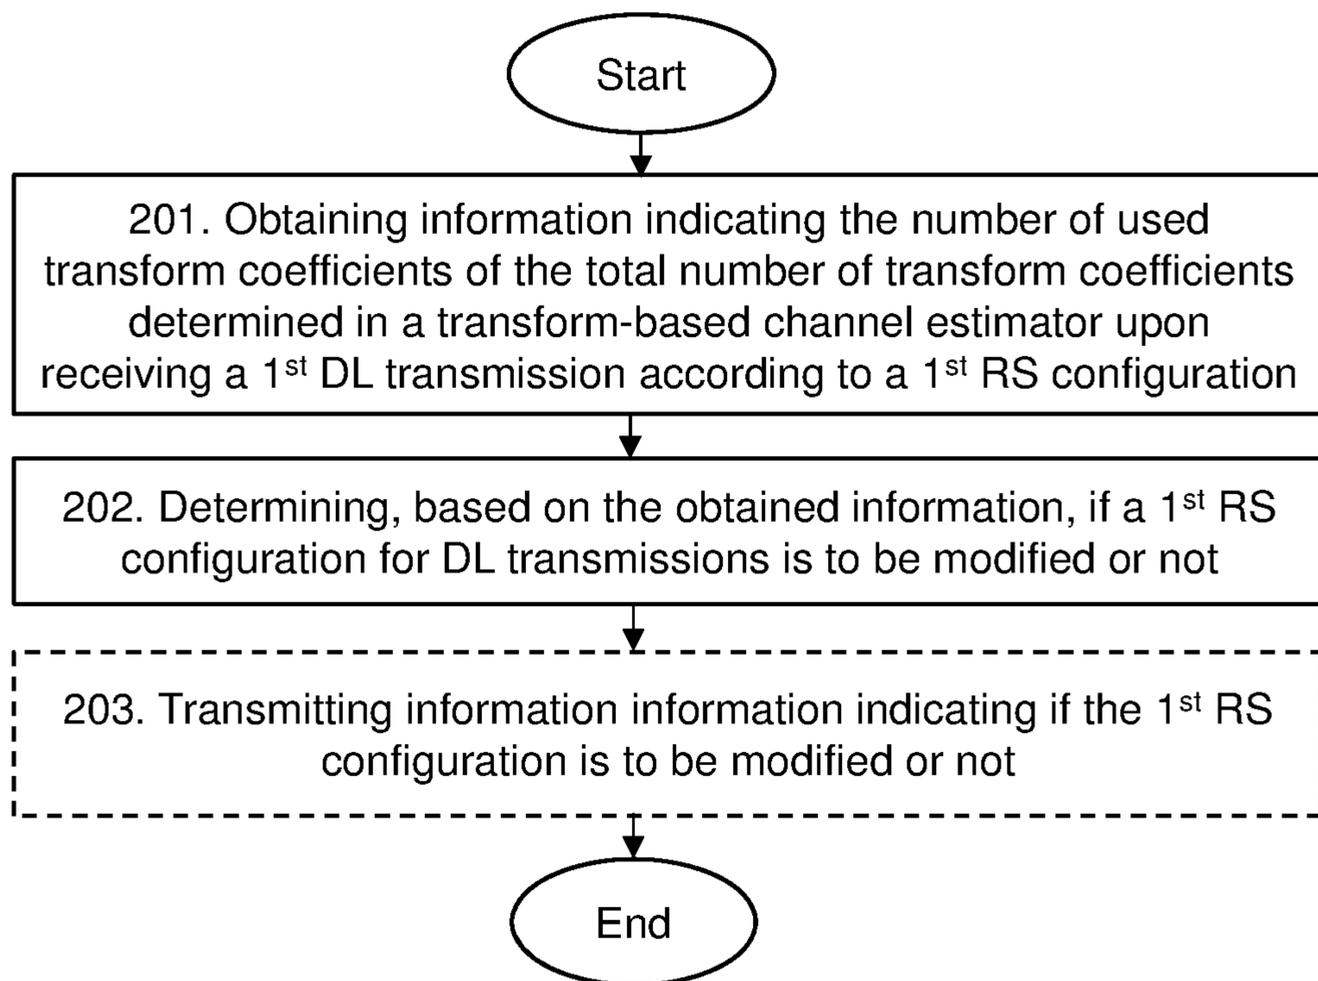 Start
201. Obtaining information indicating the number of used
transform coefficients of the total number of transform coefficients
determined in a transform-based channel estimator upon
receiving a 1st DL transmission according to a 1st RS configuration
202. Determining, based on the obtained information, if a 1st RS
configuration for DL transmissions is to be modified or not
203. Transmitting information information indicating if the 1st RS
configuration is to be modified or not
End